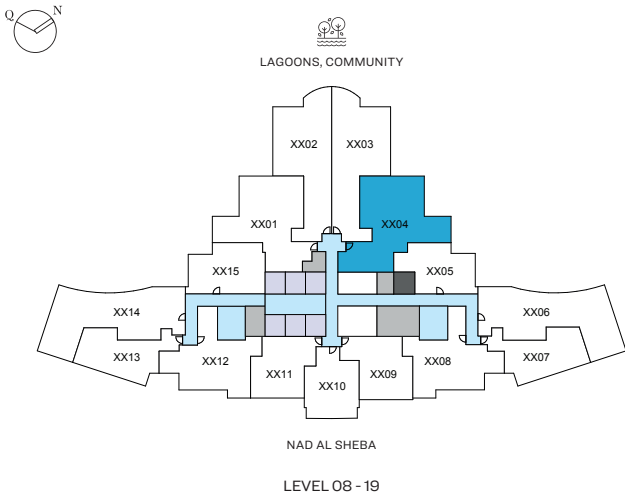 Q N
LAGOONS, COMMUNITY
XX02 XX03
XX01 XX04
XX15 XX05
XX14 XX06
XX13 XX12 XX11 XX10 XX09 XX08 XX07
NAD AL SHEBA
LEVEL 08 - 19